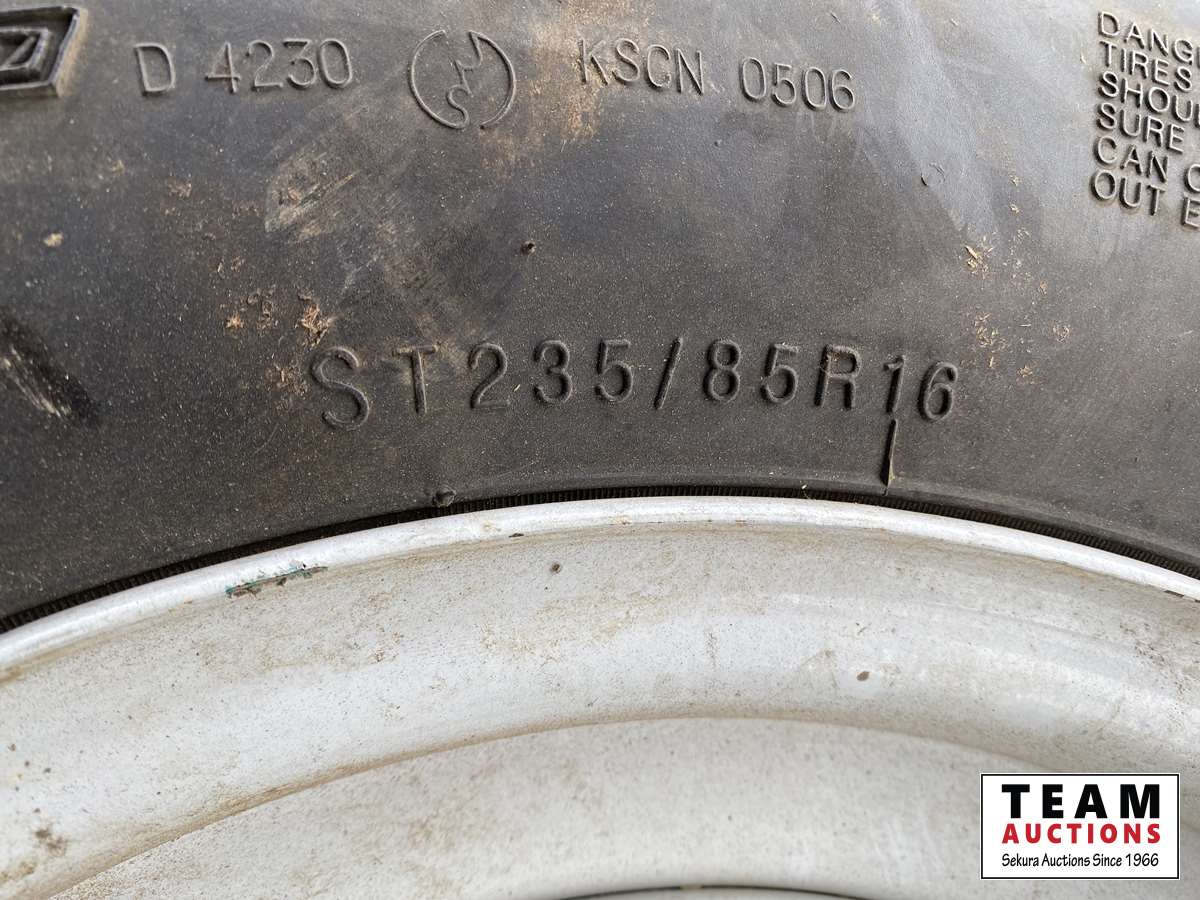 D 4230 KSCN 0506
DANG
TIRES
SHOU
SURE
CAN
OUT E
ST235/85R16
TEAM
AUCTIONS
Sekura Auctions Since 1966